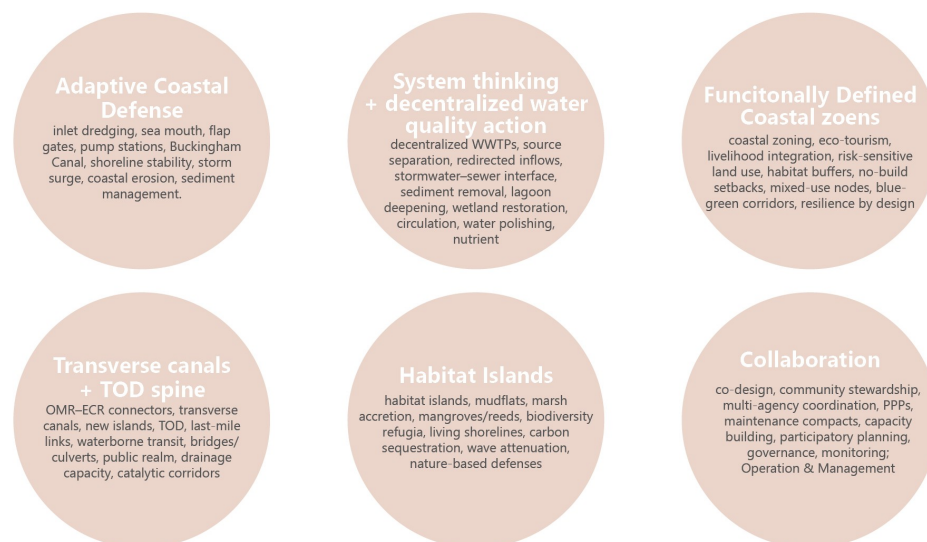 Adaptive Coastal
Defense
inlet dredging, sea mouth, flap
gates, pump stations, Buckingham
Canal, shoreline stability, storm
surge, coastal erosion, sediment
management.
System thinking
+ decentralized water
quality action
decentralized WWTPs, source
separation, redirected inflows,
stormwater–sewer interface,
sediment removal, lagoon
deepening, wetland restoration,
circulation, water polishing,
nutrient
Funcitonally Defined
Coastal zoens
coastal zoning, eco-tourism,
livelihood integration, risk-sensitive
land use, habitat buffers, no-build
setbacks, mixed-use nodes, blue-
green corridors, resilience by design
Transverse canals
+ TOD spine
OMR–ECR connectors, transverse
canals, new islands, TOD, last-mile
links, waterborne transit, bridges/
culverts, public realm, drainage
capacity, catalytic corridors
Habitat Islands
habitat islands, mudflats, marsh
accretion, mangroves/reeds, biodiversity
refugia, living shorelines, carbon
sequestration, wave attenuation,
nature-based defenses
Collaboration
co-design, community stewardship,
multi-agency coordination, PPPs,
maintenance compacts, capacity
building, participatory planning,
governance, monitoring;
Operation & Management